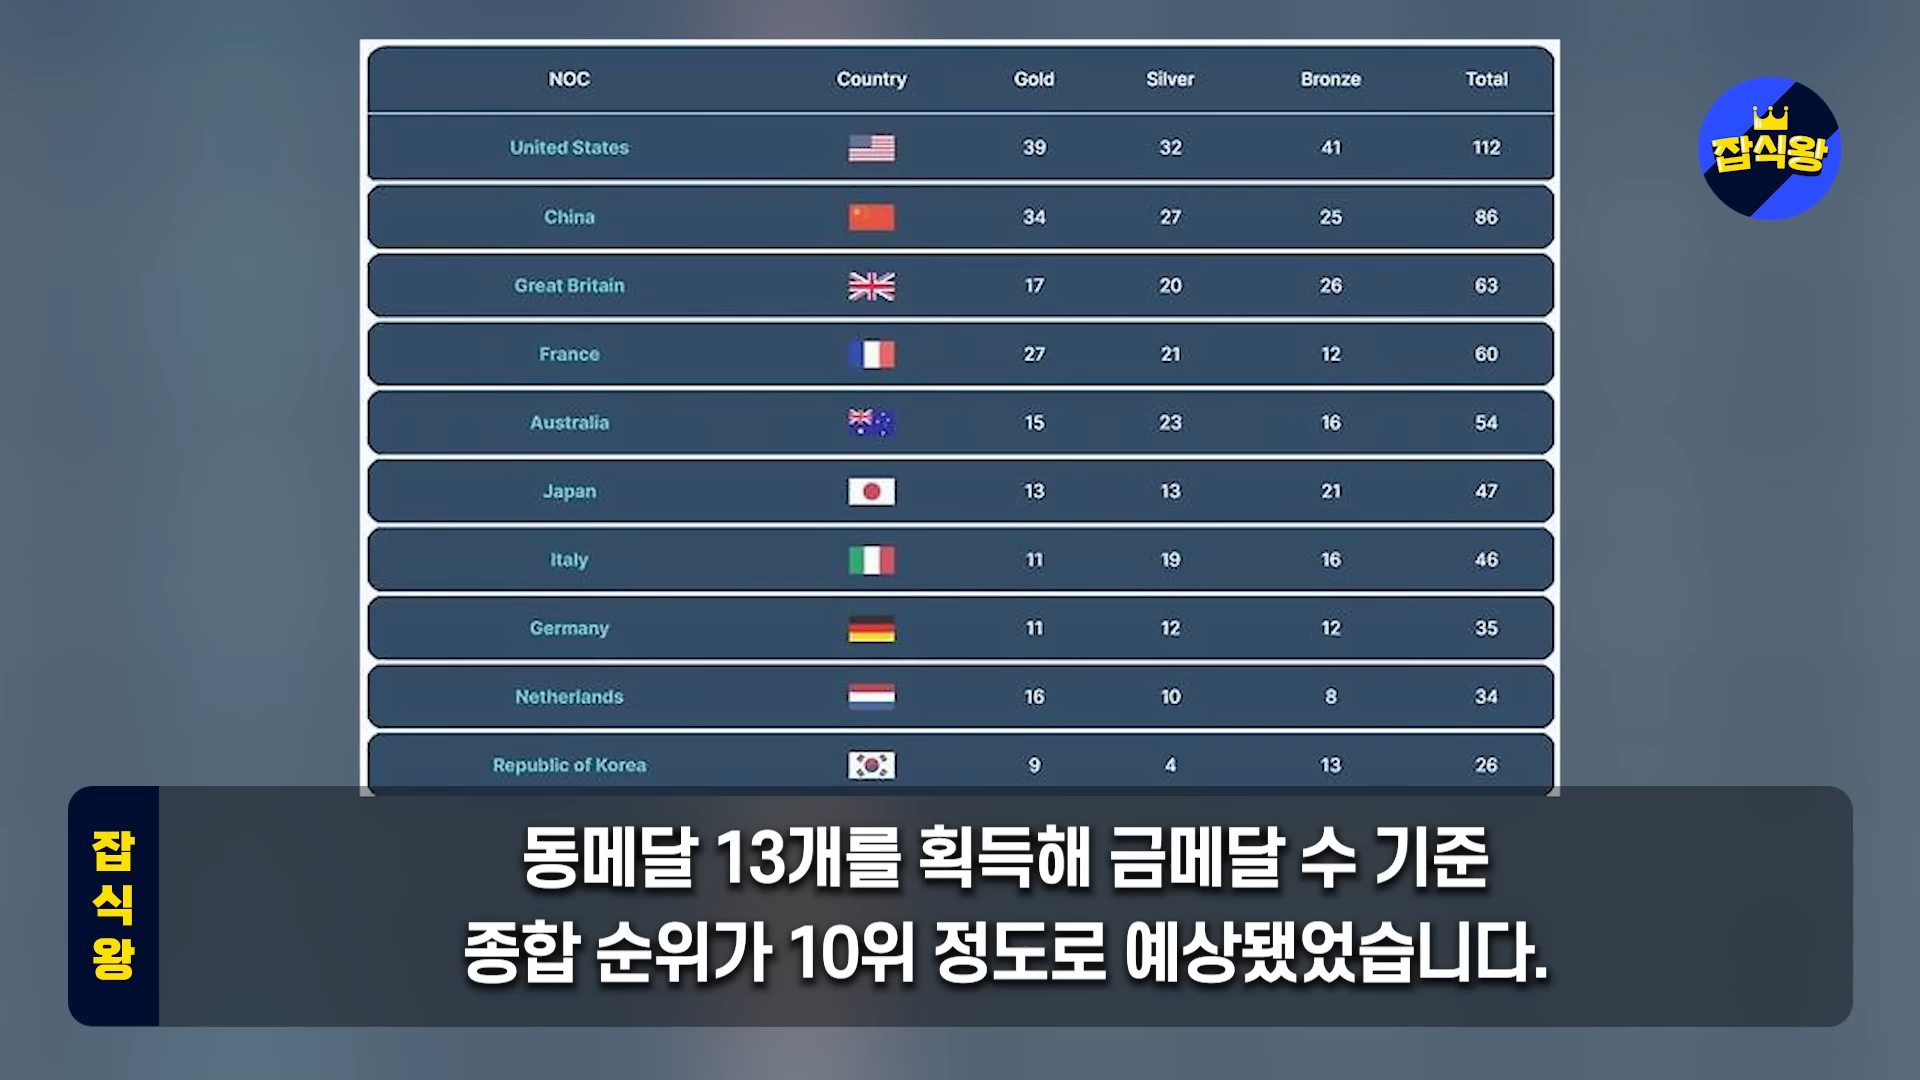 NOC Country Gold Silver Bronze Total
United States 39 32 41 112
China 34 27 25 86
Great Britain 17 20 26 63
France 27 21 12 60
Australia 15 23 16 54
Japan 13 13 21 47
Italy 11 19 16 46
Germany 11 12 12 35
Netherlands 16 10 8 34
Republic of Korea 9 4 13 26
잡식왕
잡식왕
동메달 13개를 획득해 금메달 수 기준
종합 순위가 10위 정도로 예상됐었습니다.